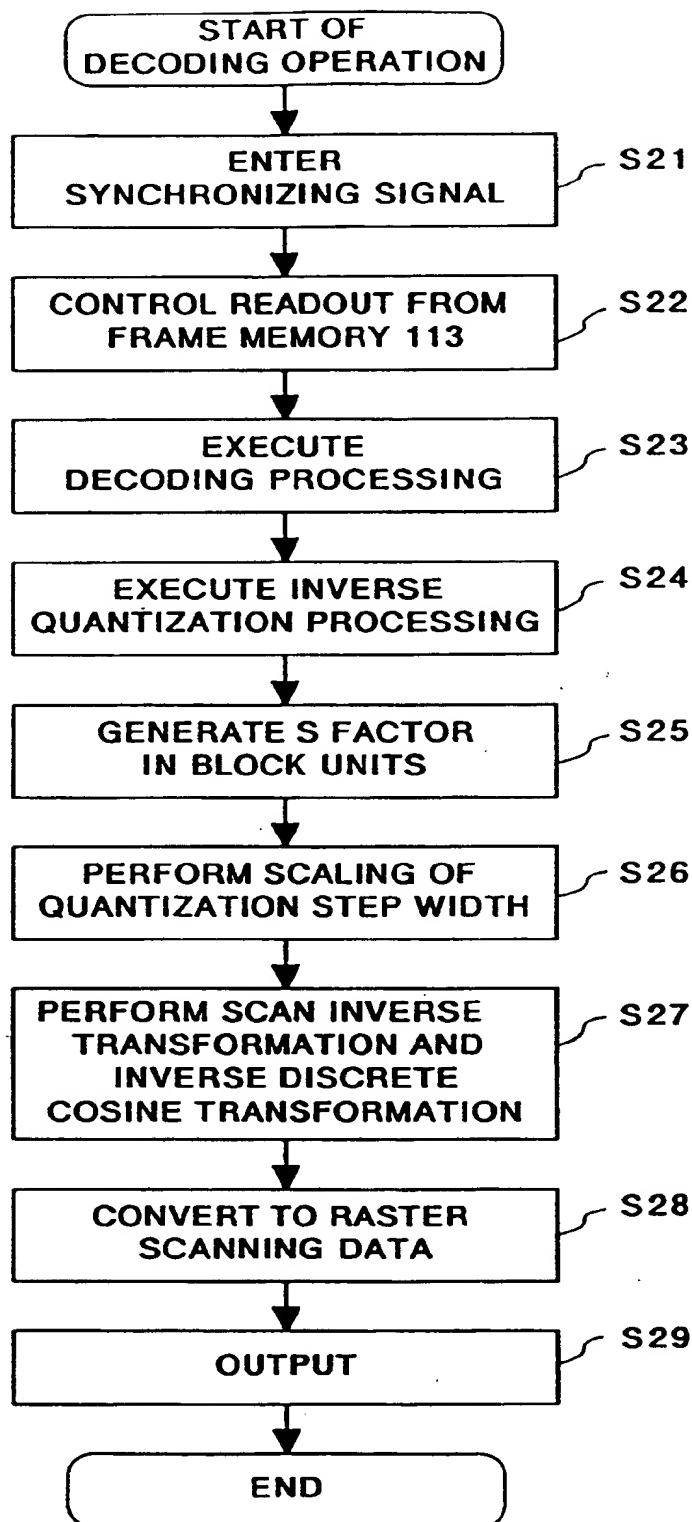 START OF
DECODING OPERATION
ENTER
SYNCHRONIZING SIGNAL
S21
CONTROL READOUT FROM
FRAME MEMORY 113
S22
EXECUTE
DECODING PROCESSING
S23
EXECUTE INVERSE
QUANTIZATION PROCESSING
S24
GENERATE S FACTOR
IN BLOCK UNITS
S25
PERFORM SCALING OF
QUANTIZATION STEP WIDTH
S26
PERFORM SCAN INVERSE
TRANSFORMATION AND
INVERSE DISCRETE
COSINE TRANSFORMATION
S27
CONVERT TO RASTER
SCANNING DATA
S28
OUTPUT
S29
END